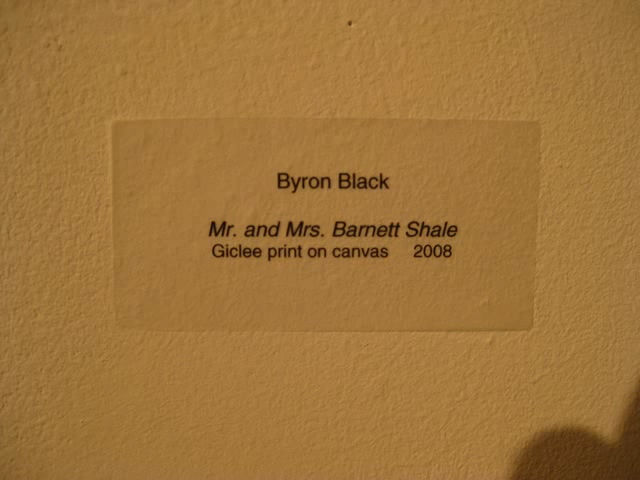 Byron Black
Mr. and Mrs. Barnett Shale
Giclee print on canvas 2008